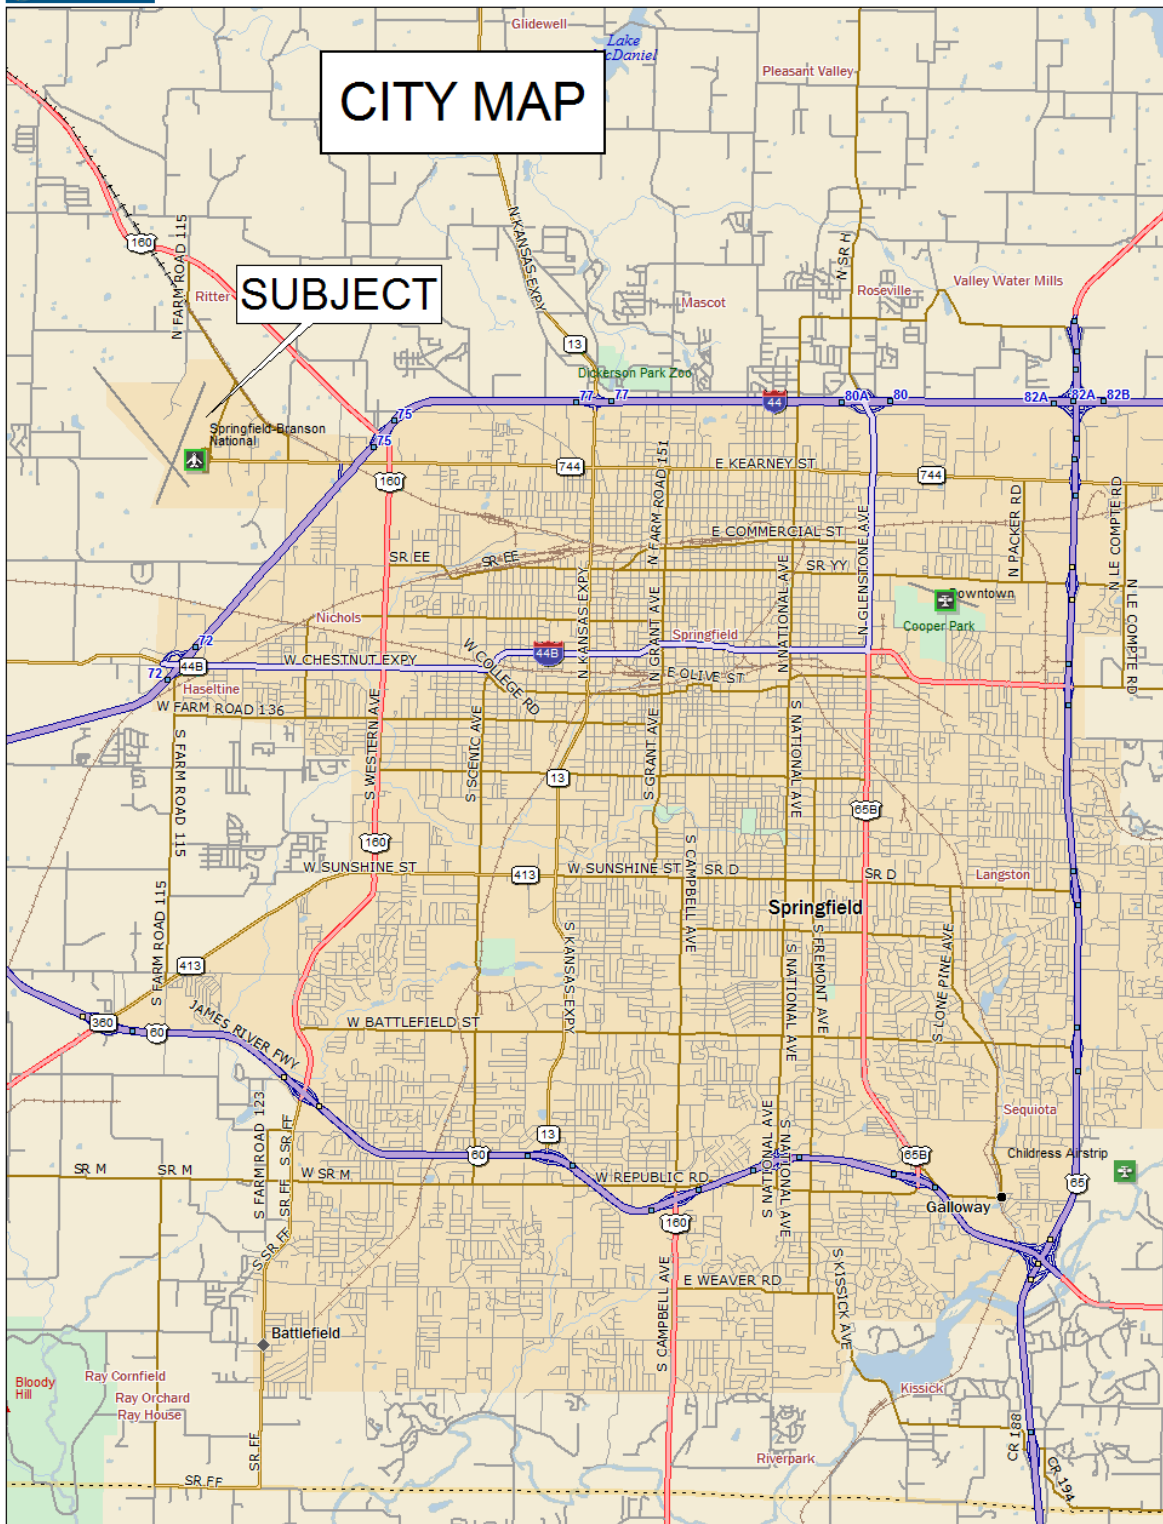 Glidewell
Lake
cDaniel
CITY MAP
Pleasant Valley
160
N FARM ROAD 115
N KANSAS EXPY
N SR H
Ritter
SUBJECT
Mascot
Roseville
Valley Water Mills
13
Dickerson Park Zoo
77
77
44
80A
80
82A
82A
82B
75
75
Springfield-Branson
National
744
E KEARNEY ST
744
160
N FARM ROAD 151
N PACKER RD
N LE COMPTE RD
E COMMERCIAL ST
SR EE
SR EE
SR YY
N KANSAS EXPY
N GRANT AVE
N NATIONAL AVE
N GLENSTONE AVE
N LE COMPTE RD
owntown
Nichols
Springfield
Cooper Park
72
72
44B
W CHESTNUT EXPY
44B
W COLLEGE RD
E OLIVE ST
Haseltine
W FARM ROAD 136
S FARM ROAD 115
S WESTERN AVE
S SCENIC AVE
S GRANT AVE
S NATIONAL AVE
13
65B
160
W SUNSHINE ST
413
W SUNSHINE ST
SR D
SR D
Langston
S CAMPBELL AVE
Springfield
S FARM ROAD 115
S KANSAS EXPY
S NATIONAL AVE
S FREMONT AVE
S LONE PINE AVE
413
360
60
JAMES RIVER FWY
W BATTLEFIELD ST
S FARM ROAD 123
S SR FF
S NATIONAL AVE
S NATIONAL AVE
Sequiota
13
65B
Childress Airstrip
SR M
SR M
W SR M
60
W REPUBLIC RD
65
SR FF
Galloway
160
S SR FF
S CAMPBELL AVE
E WEAVER RD
S KISSICK AVE
Battlefield
Ray Cornfield
Bloody
Hill
Ray Orchard
Ray House
Kissick
SR FF
CR 188
Riverpark
SR FF
CR 194